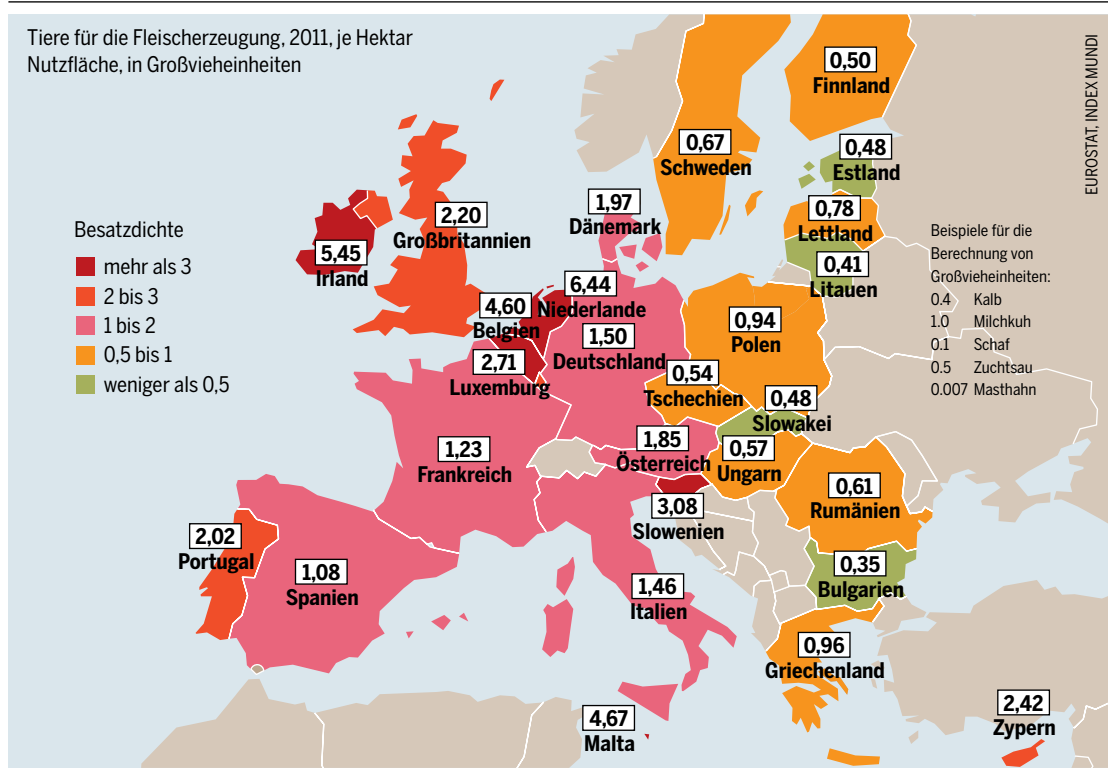 Tiere für die Fleischerzeugung, 2011, je Hektar
Nutzfläche, in Großvieheinheiten
EUROSTAT, INDEX MUNDI
0,50
Finnland
0,67
Schweden
0,48
Estland
0,78
Lettland
0,41
Litauen
1,97
Dänemark
2,20
Großbritannien
5,45
Irland
Besatzdichte
mehr als 3
2 bis 3
1 bis 2
0,5 bis 1
weniger als 0,5
Beispiele für die
Berechnung von
Großvieheinheiten:
0.4 Kalb
1.0 Milchkuh
0.1 Schaf
0.5 Zuchtsau
0.007 Masthahn
6,44
Niederlande
4,60
Belgien
2,71
Luxemburg
1,50
Deutschland
0,94
Polen
0,54
Tschechien
0,48
Slowakei
1,85
Österreich
0,57
Ungarn
1,23
Frankreich
3,08
Slowenien
0,61
Rumänien
2,02
Portugal
1,08
Spanien
1,46
Italien
0,35
Bulgarien
0,96
Griechenland
4,67
Malta
2,42
Zypern